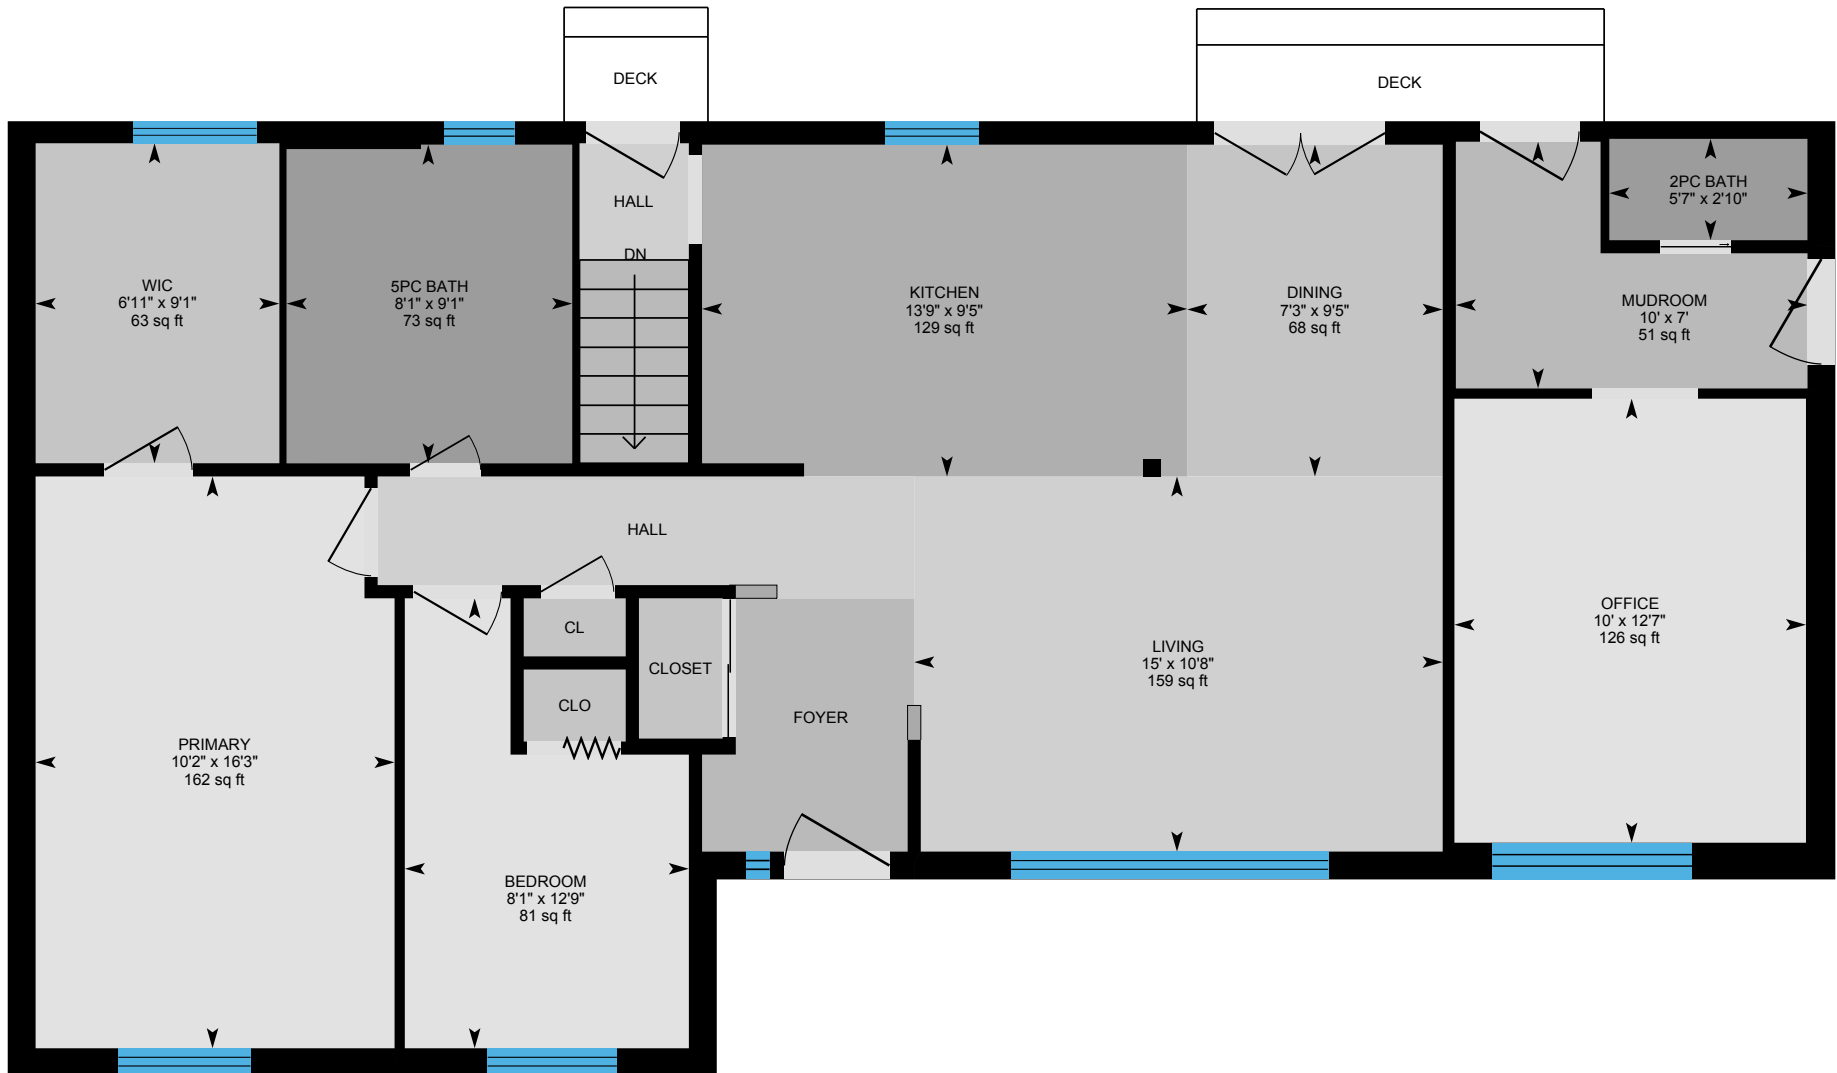 DECK
DECK
HALL
DN
WIC
6'11" x 9'1"
63 sq ft
5PC BATH
8'1" x 9'1"
73 sq ft
KITCHEN
13'9" x 9'5"
129 sq ft
DINING
7'3" x 9'5"
68 sq ft
2PC BATH
5'7" x 2'10"
MUDROOM
10' x 7'
51 sq ft
HALL
CL
CLO
CLOSET
FOYER
LIVING
15' x 10'8"
159 sq ft
OFFICE
10' x 12'7"
126 sq ft
PRIMARY
10'2" x 16'3"
162 sq ft
BEDROOM
8'1" x 12'9"
81 sq ft